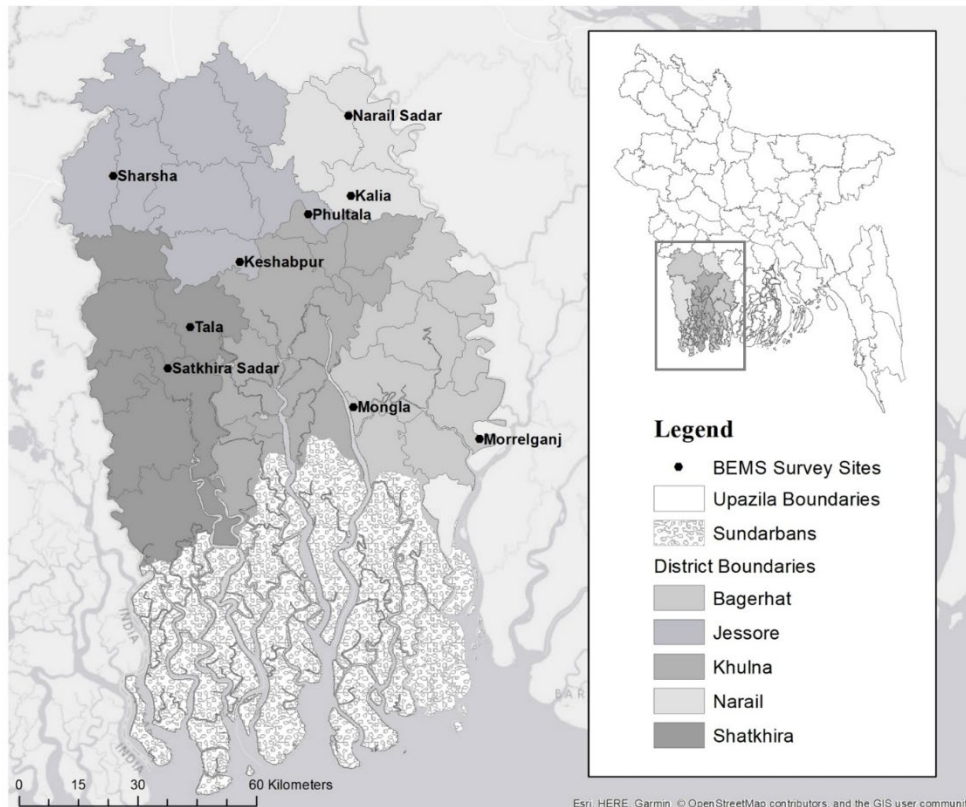 Narail Sadar
Sharsha
Kalia
Phultala
Keshabpur
Tala
Satkhira Sadar
Mongla
Morrelganj
INDIA
INDIA
0 15 30 60 Kilometers
Legend
BEMS Survey Sites
Upazila Boundaries
Sundarbans
District Boundaries
Bagerhat
Jessore
Khulna
Narail
Shatkhira
Esri, HERE, Garmin, © OpenStreetMap contributors, and the GIS user